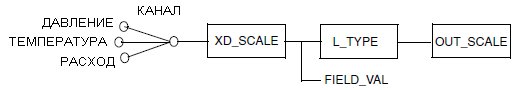 КАНАЛ
ДАВЛЕНИЕ
ТЕМПЕРАТУРА
РАСХОД
XD_SCALE
L_TYPE
OUT_SCALE
FIELD_VAL